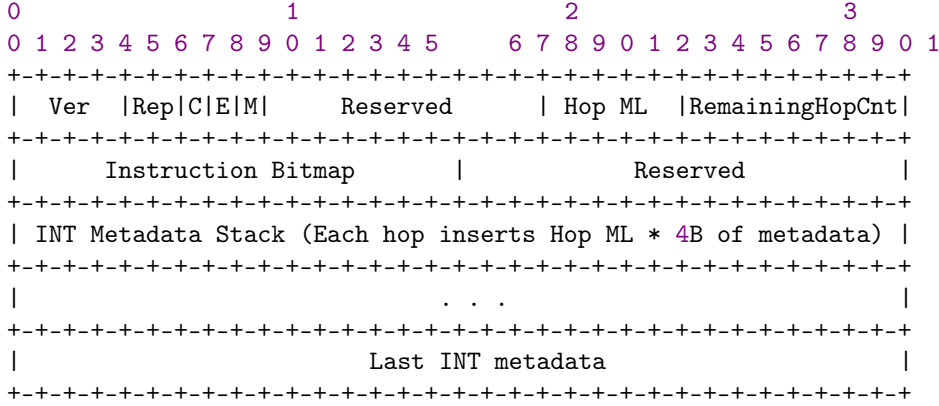 0                   1                   2                   3
0 1 2 3 4 5 6 7 8 9 0 1 2 3 4 5     6 7 8 9 0 1 2 3 4 5 6 7 8 9 0 1
+-+-+-+-+-+-+-+-+-+-+-+-+-+-+-+-+-+-+-+-+-+-+-+-+-+-+-+-+-+-+-+-+
|  Ver  |Rep|C|E|M|     Reserved      | Hop ML  |RemainingHopCnt|
+-+-+-+-+-+-+-+-+-+-+-+-+-+-+-+-+-+-+-+-+-+-+-+-+-+-+-+-+-+-+-+-+
|      Instruction Bitmap       |            Reserved           |
+-+-+-+-+-+-+-+-+-+-+-+-+-+-+-+-+-+-+-+-+-+-+-+-+-+-+-+-+-+-+-+-+
| INT Metadata Stack (Each hop inserts Hop ML * 4B of metadata) |
+-+-+-+-+-+-+-+-+-+-+-+-+-+-+-+-+-+-+-+-+-+-+-+-+-+-+-+-+-+-+-+-+
|                              . . .                            |
+-+-+-+-+-+-+-+-+-+-+-+-+-+-+-+-+-+-+-+-+-+-+-+-+-+-+-+-+-+-+-+-+
|                         Last INT metadata                     |
+-+-+-+-+-+-+-+-+-+-+-+-+-+-+-+-+-+-+-+-+-+-+-+-+-+-+-+-+-+-+-+-+